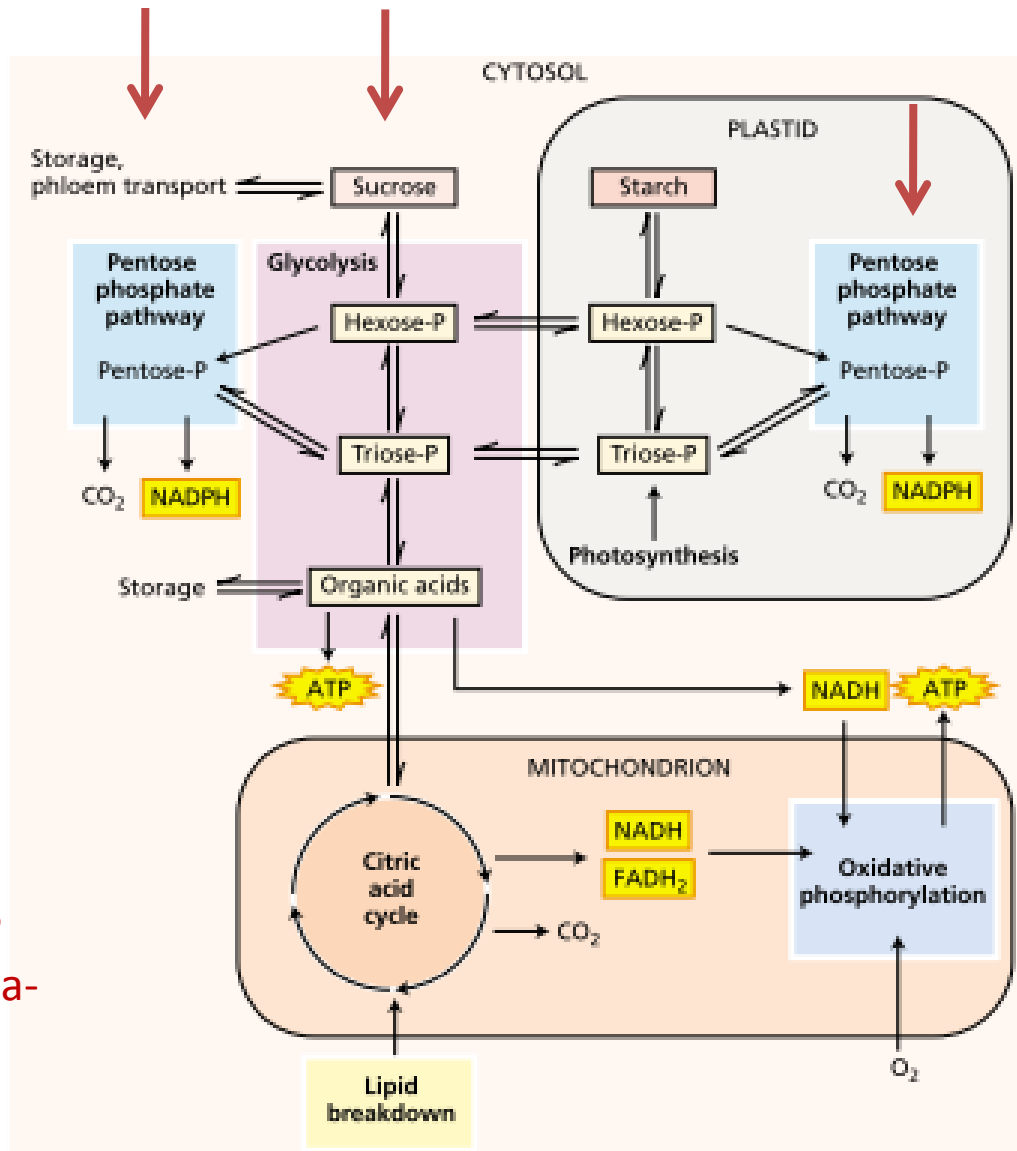 CYTOSOL
PLASTID
Storage,
phloem transport
Sucrose
Starch
Pentose
phosphate
pathway
Glycolysis
Pentose
phosphate
pathway
Hexose-P
Hexose-P
Pentose-P
Pentose-P
Triose-P
Triose-P
CO₂
NADPH
CO₂
NADPH
Photosynthesis
Storage
Organic acids
ATP
NADH
ATP
MITOCHONDRION
Citric
acid
cycle
NADH
FADH₂
Oxidative
phosphorylation
CO₂
a-
O₂
Lipid
breakdown